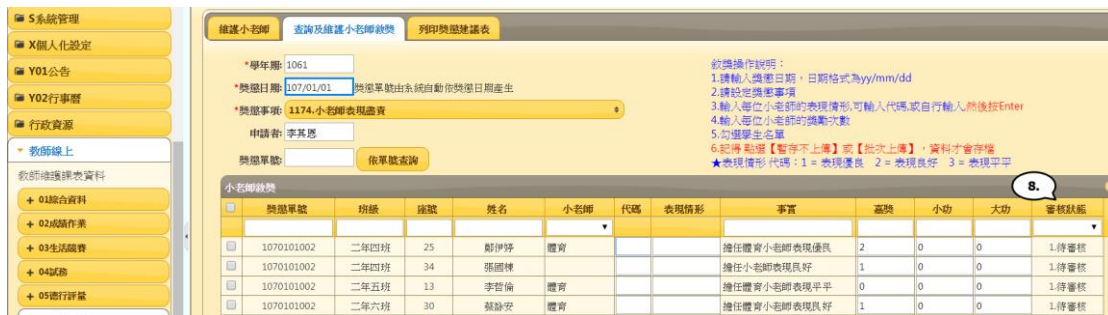 S系統管理
X個人化設定
Y01公告
Y02行事曆
行政資源
教師線上
教師維護課表資料
+ 01綜合資料
+ 02成績作業
+ 03生活競賽
+ 04試務
+ 05德行評量
維護小老師 查詢及維護小老師敘獎 列印獎懲建議表
*學年期: 1061
*獎懲日期: 107/01/01 獎懲單號由系統自動依獎懲日期產生
*獎懲事項: 1174.小老師表現盡責
申請者: 李其恩
獎懲單號: 依單號查詢
敘獎操作說明：
1.請輸入獎懲日期，日期格式為yy/mm/dd
2.請設定獎懲事項
3.輸入每位小老師的表現情形,可輸入代碼,或自行輸入,然後按Enter
4.輸入每位小老師的獎勵次數
5.勾選學生名單
6.記得 點選【暫存不上傳】或【批次上傳】，資料才會存檔
★表現情形 代碼：1 = 表現優良 2 = 表現良好 3 = 表現平平
小老師敘獎
8.
獎懲單號 班級 座號 姓名 小老師 代碼 表現情形 事實 嘉獎 小功 大功 審核狀態
1070101002 二年四班 25 鄭伊婷 體育 擔任體育小老師表現優良 2 0 0 1.待審核
1070101002 二年四班 34 張國棟 擔任小老師表現良好 1 0 0 1.待審核
1070101002 二年五班 13 李哲倫 體育 擔任體育小老師表現平平 0 0 0 1.待審核
1070101002 二年六班 30 蔡詠安 體育 擔任體育小老師表現良好 1 0 0 1.待審核